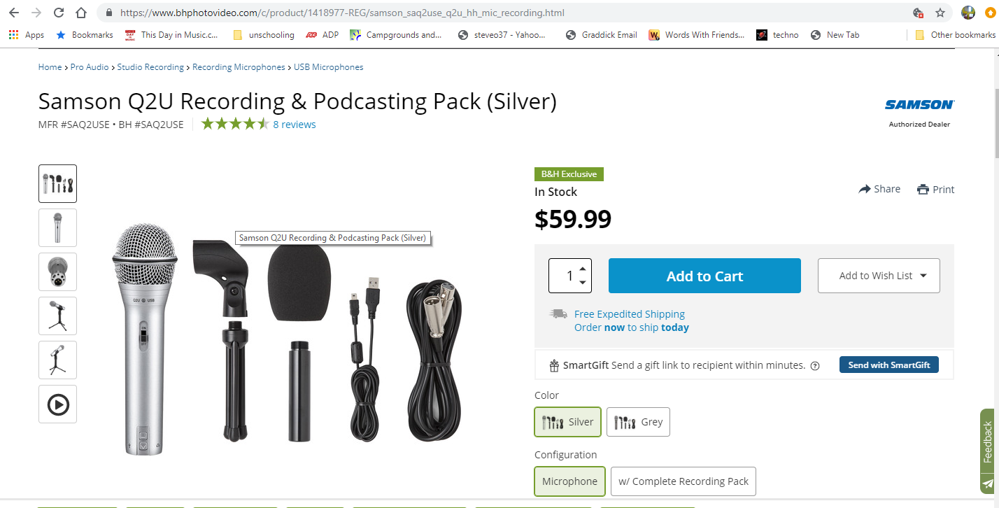 https://www.bhphotovideo.com/c/product/1418977-REG/samson_saq2use_q2u_hh_mic_recording.html
Apps Bookmarks This Day in Music.c... unschooling ADP Campgrounds and... steveo37 - Yahoo... Graddick Email Words With Friends... techno New Tab Other bookmarks
Home > Pro Audio > Studio Recording > Recording Microphones > USB Microphones
Samson Q2U Recording & Podcasting Pack (Silver)
SAMSON
MFR #SAQ2USE • BH #SAQ2USE 8 reviews
Authorized Dealer
B&H Exclusive
In Stock
Share Print
$59.99
Samson Q2U Recording & Podcasting Pack (Silver)
1 Add to Cart Add to Wish List
Q2U USB
ON
OFF
Free Expedited Shipping
Order now to ship today
SmartGift Send a gift link to recipient within minutes. ? Send with SmartGift
Color
Silver Grey
Configuration
Microphone w/ Complete Recording Pack
Feedback